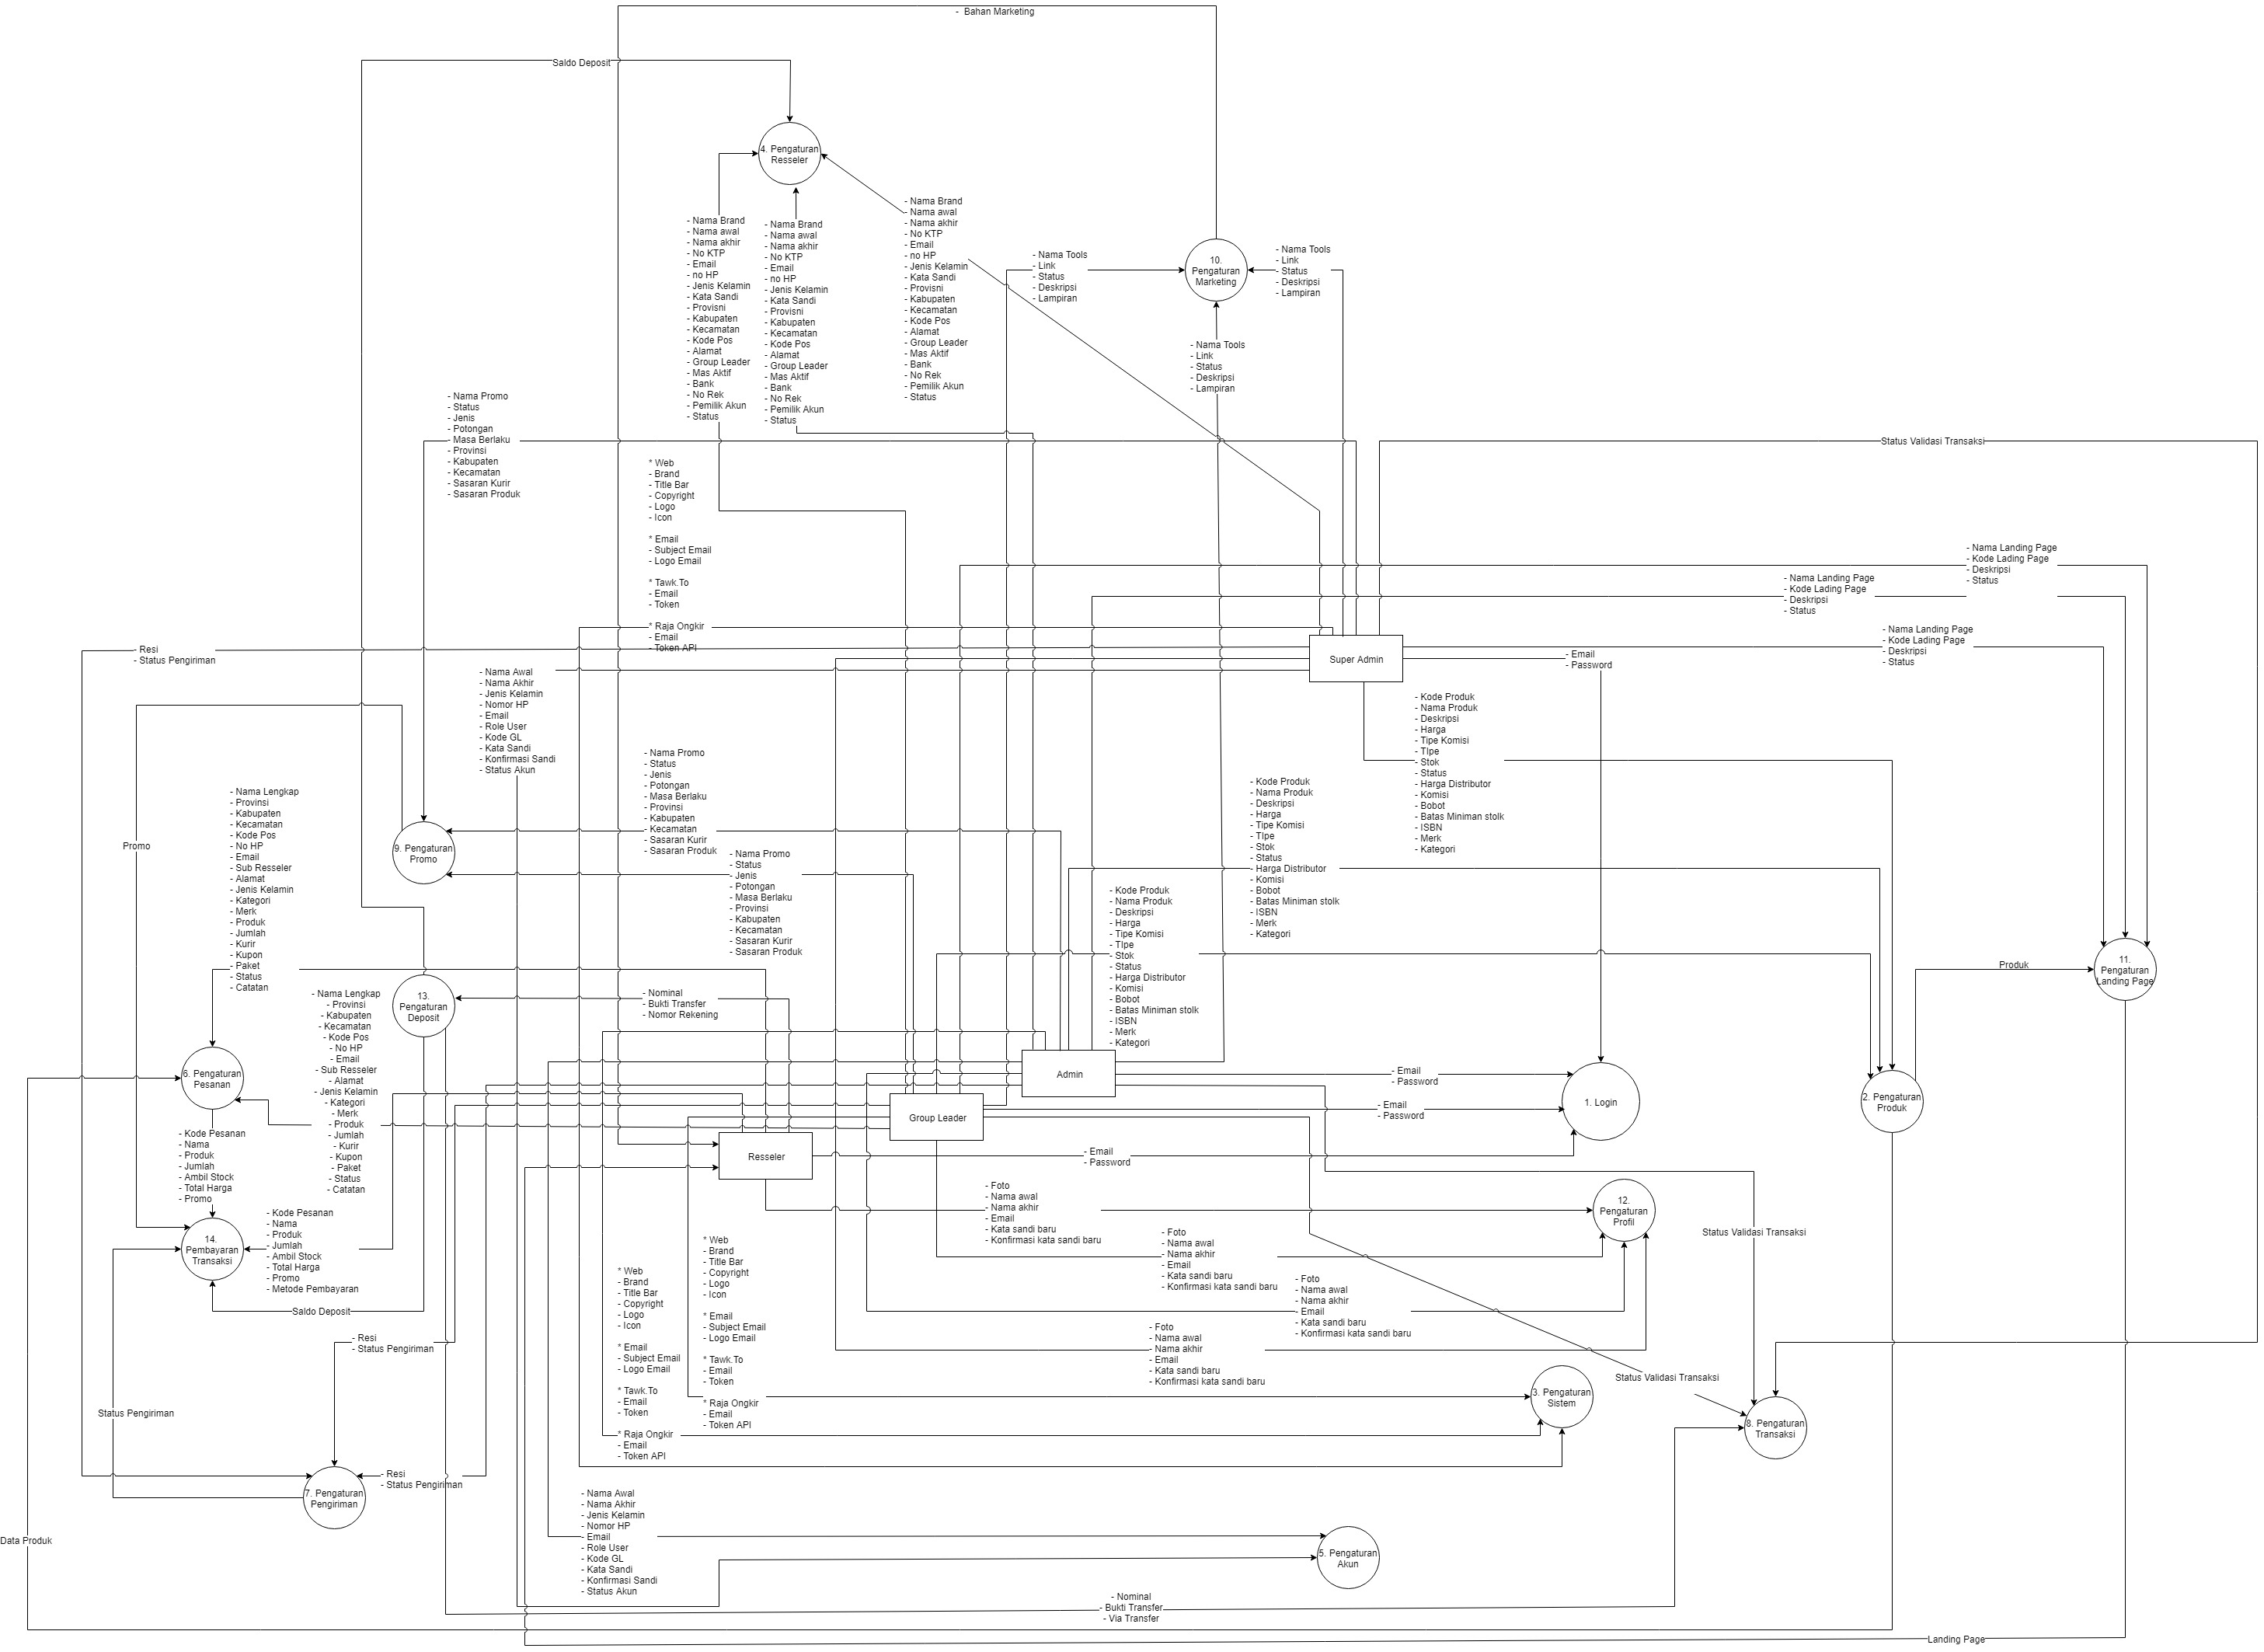 - Bahan Marketing
Saldo Deposit
4. Pengaturan
Resseler
- Nama Brand
- Nama awal
- Nama akhir
- No KTP
- Email
- no HP
- Jenis Kelamin
- Kata Sandi
- Provisni
- Kabupaten
- Kecamatan
- Kode Pos
- Alamat
- Group Leader
- Mas Aktif
- Bank
- No Rek
- Pemilik Akun
- Status
- Nama Brand
- Nama awal
- Nama akhir
- No KTP
- Email
- no HP
- Jenis Kelamin
- Kata Sandi
- Provisni
- Kabupaten
- Kecamatan
- Kode Pos
- Alamat
- Group Leader
- Mas Aktif
- Bank
- No Rek
- Pemilik Akun
- Status
- Nama Brand
- Nama awal
- Nama akhir
- No KTP
- Email
- no HP
- Jenis Kelamin
- Kata Sandi
- Provisni
- Kabupaten
- Kecamatan
- Kode Pos
- Alamat
- Group Leader
- Mas Aktif
- Bank
- No Rek
- Pemilik Akun
- Status
- Nama Tools
- Link
- Status
- Deskripsi
- Lampiran
10.
Pengaturan
Marketing
- Nama Tools
- Link
- Status
- Deskripsi
- Lampiran
- Nama Tools
- Link
- Status
- Deskripsi
- Lampiran
- Nama Promo
- Status
- Jenis
- Potongan
- Masa Berlaku
- Provinsi
- Kabupaten
- Kecamatan
- Sasaran Kurir
- Sasaran Produk
Status Validasi Transaksi
* Web
- Brand
- Title Bar
- Copyright
- Logo
- Icon
* Email
- Subject Email
- Logo Email
* Tawk.To
- Email
- Token
* Raja Ongkir
- Email
- Token API
- Nama Landing Page
- Kode Lading Page
- Deskripsi
- Status
- Nama Landing Page
- Kode Lading Page
- Deskripsi
- Status
- Nama Landing Page
- Kode Lading Page
- Deskripsi
- Status
- Resi
- Status Pengiriman
Super Admin
- Email
- Password
- Nama Awal
- Nama Akhir
- Jenis Kelamin
- Nomor HP
- Email
- Role User
- Kode GL
- Kata Sandi
- Konfirmasi Sandi
- Status Akun
- Kode Produk
- Nama Produk
- Deskripsi
- Harga
- Tipe Komisi
- TIpe
- Stok
- Status
- Harga Distributor
- Komisi
- Bobot
- Batas Miniman stolk
- ISBN
- Merk
- Kategori
- Nama Promo
- Status
- Jenis
- Potongan
- Masa Berlaku
- Provinsi
- Kabupaten
- Kecamatan
- Sasaran Kurir
- Sasaran Produk
- Kode Produk
- Nama Produk
- Deskripsi
- Harga
- Tipe Komisi
- TIpe
- Stok
- Status
- Harga Distributor
- Komisi
- Bobot
- Batas Miniman stolk
- ISBN
- Merk
- Kategori
- Nama Lengkap
- Provinsi
- Kabupaten
- Kecamatan
- Kode Pos
- No HP
- Email
- Sub Resseler
- Alamat
- Jenis Kelamin
- Kategori
- Merk
- Produk
- Jumlah
- Kurir
- Kupon
- Paket
- Status
- Catatan
Promo
9. Pengaturan
Promo
- Nama Promo
- Status
- Jenis
- Potongan
- Masa Berlaku
- Provinsi
- Kabupaten
- Kecamatan
- Sasaran Kurir
- Sasaran Produk
- Kode Produk
- Nama Produk
- Deskripsi
- Harga
- Tipe Komisi
- TIpe
- Stok
- Status
- Harga Distributor
- Komisi
- Bobot
- Batas Miniman stolk
- ISBN
- Merk
- Kategori
Produk
11.
Pengaturan
Landing Page
- Nama Lengkap
- Provinsi
- Kabupaten
- Kecamatan
- Kode Pos
- No HP
- Email
- Sub Resseler
- Alamat
- Jenis Kelamin
- Kategori
- Merk
- Produk
- Jumlah
- Kurir
- Kupon
- Paket
- Status
- Catatan
13.
Pengaturan
Deposit
- Nominal
- Bukti Transfer
- Nomor Rekening
6. Pengaturan
Pesanan
Admin
- Email
- Password
Group Leader
- Email
- Password
1. Login
2. Pengaturan
Produk
- Kode Pesanan
- Nama
- Produk
- Jumlah
- Ambil Stock
- Total Harga
- Promo
Resseler
- Email
- Password
- Foto
- Nama awal
- Nama akhir
- Email
- Kata sandi baru
- Konfirmasi kata sandi baru
12.
Pengaturan
Profil
14.
Pembayaran
Transaksi
- Kode Pesanan
- Nama
- Produk
- Jumlah
- Ambil Stock
- Total Harga
- Promo
- Metode Pembayaran
- Foto
- Nama awal
- Nama akhir
- Email
- Kata sandi baru
- Konfirmasi kata sandi baru
Status Validasi Transaksi
* Web
- Brand
- Title Bar
- Copyright
- Logo
- Icon
* Email
- Subject Email
- Logo Email
* Tawk.To
- Email
- Token
* Raja Ongkir
- Email
- Token API
* Web
- Brand
- Title Bar
- Copyright
- Logo
- Icon
* Email
- Subject Email
- Logo Email
* Tawk.To
- Email
- Token
* Raja Ongkir
- Email
- Token API
- Foto
- Nama awal
- Nama akhir
- Email
- Kata sandi baru
- Konfirmasi kata sandi baru
Saldo Deposit
- Foto
- Nama awal
- Nama akhir
- Email
- Kata sandi baru
- Konfirmasi kata sandi baru
- Resi
- Status Pengiriman
Status Validasi Transaksi
3. Pengaturan
Sistem
Status Pengiriman
8. Pengaturan
Transaksi
- Resi
- Status Pengiriman
7. Pengaturan
Pengiriman
- Nama Awal
- Nama Akhir
- Jenis Kelamin
- Nomor HP
- Email
- Role User
- Kode GL
- Kata Sandi
- Konfirmasi Sandi
- Status Akun
Data Produk
5. Pengaturan
Akun
- Nominal
- Bukti Transfer
- Via Transfer
Landing Page